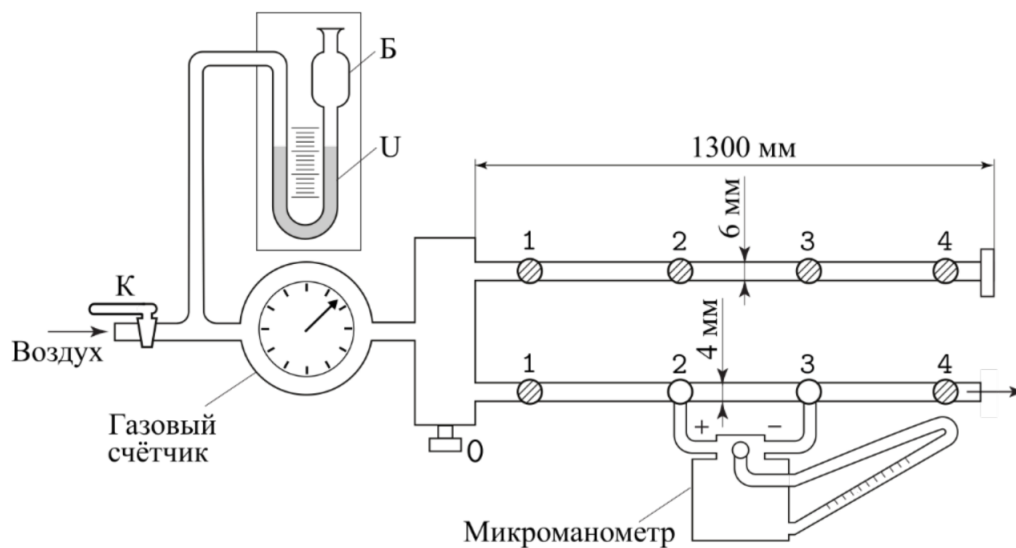 Б
U
1300 мм
6 мм
1 2 3 4
К
Воздух
4 мм
1 2 3 4
+ −
Газовый
счётчик
0
Микроманометр